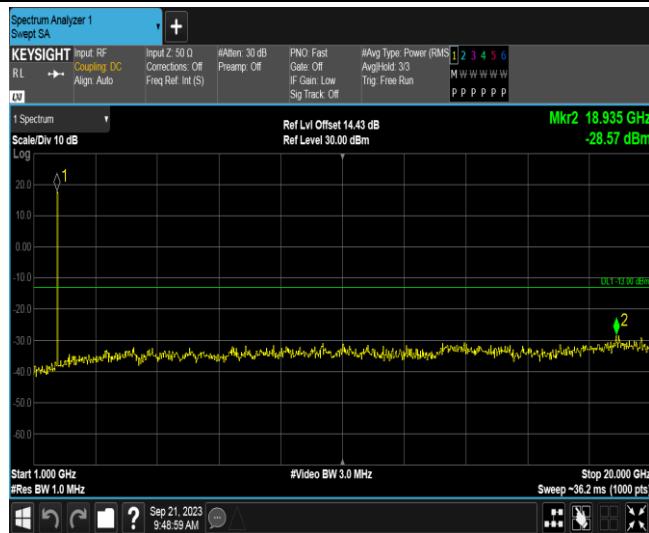 Spectrum Analyzer 1
Swept SA
+
KEYSIGHT
RL
Input: RF
Coupling: DC
Align: Auto
Input Z: 50 Ω
Corrections: Off
Freq Ref: Int (S)
#Atten: 30 dB
Preamp: Off
PNO: Fast
Gate: Off
IF Gain: Low
Sig Track: Off
#Avg Type: Power (RMS
Avg|Hold: 3/3
Trig: Free Run
1 2 3 4 5 6
M W W W W W
P P P P P P
LXI
1 Spectrum
Scale/Div 10 dB
Ref Lvl Offset 14.43 dB
Ref Level 30.00 dBm
Mkr2 18.935 GHz
-28.57 dBm
Log
1
20.0
10.0
0.00
-10.0
DL1 -13.00 dBm
-20.0
2
-30.0
-40.0
-50.0
-60.0
Start 1.000 GHz
#Video BW 3.0 MHz
Stop 20.000 GHz
#Res BW 1.0 MHz
Sweep ~36.2 ms (1000 pts)
?
Sep 21, 2023
9:48:59 AM